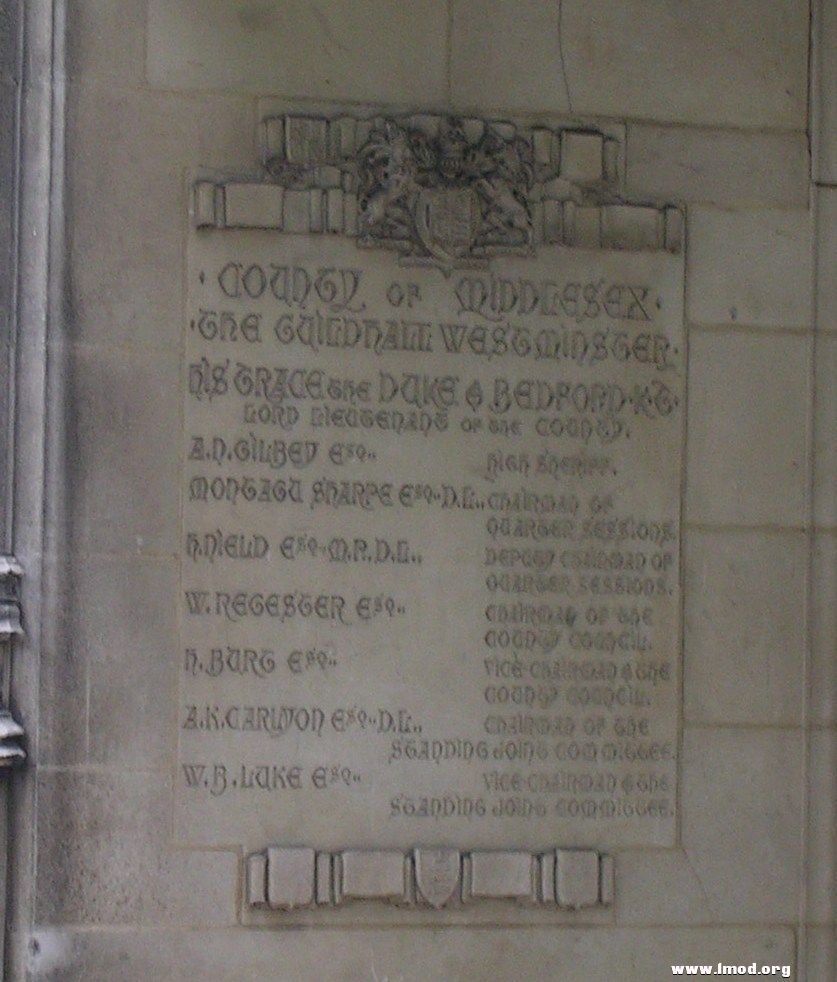 · COUNTY OF MIDDLESEX ·
· THE GUILDHALL WESTMINSTER ·
HIS GRACE THE DUKE OF BEDFORD · K.G.
LORD LIEUTENANT OF THE COUNTY.
A.N. GILBEY ESQ.. HIGH SHERIFF.
MONTAGU SHARPE ESQ.. D.L.. CHAIRMAN OF
QUARTER SESSIONS.
H. NIELD ESQ.. M.P. D.L.. DEPUTY CHAIRMAN OF
QUARTER SESSIONS.
W. REGESTER ESQ.. CHAIRMAN OF THE
COUNTY COUNCIL.
H. BURT ESQ.. VICE CHAIRMAN OF THE
COUNTY COUNCIL.
A.K. CARLYON ESQ.. D.L.. CHAIRMAN OF THE
STANDING JOINT COMMITTEE.
W. B. LUKE ESQ.. VICE CHAIRMAN OF THE
STANDING JOINT COMMITTEE.
www.lmod.org